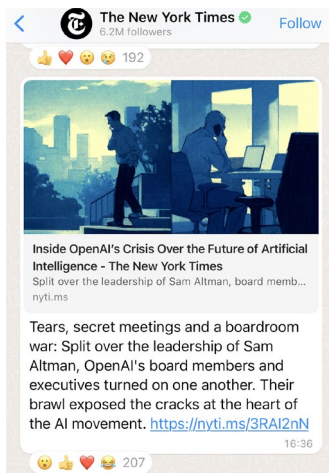 The New York Times
6.2M followers
Follow
192
Inside OpenAI's Crisis Over the Future of Artificial
Intelligence - The New York Times
Split over the leadership of Sam Altman, board memb...
nyti.ms
Tears, secret meetings and a boardroom
war: Split over the leadership of Sam
Altman, OpenAI's board members and
executives turned on one another. Their
brawl exposed the cracks at the heart of
the AI movement. https://nyti.ms/3RAl2nN
16:36
207